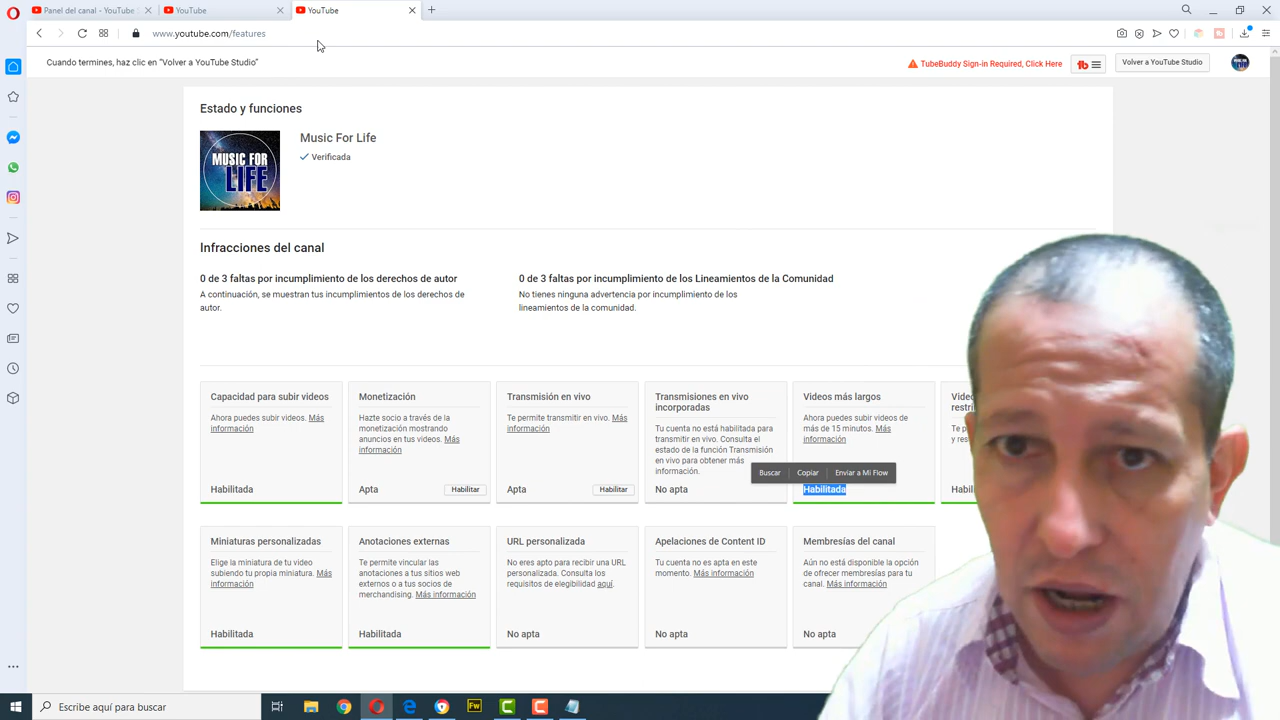 Panel del canal - YouTube
YouTube
YouTube
www.youtube.com/features
Cuando termines, haz clic en "Volver a YouTube Studio"
TubeBuddy Sign-in Required, Click Here
tb
Volver a YouTube Studio
Estado y funciones
MUSIC FOR
LIFE
Music For Life
Verificada
Infracciones del canal
0 de 3 faltas por incumplimiento de los derechos de autor
A continuación, se muestran tus incumplimientos de los derechos de
autor.
0 de 3 faltas por incumplimiento de los Lineamientos de la Comunidad
No tienes ninguna advertencia por incumplimiento de los
lineamientos de la comunidad.
Capacidad para subir videos
Ahora puedes subir videos. Más
información
Habilitada
Monetización
Hazte socio a través de la
monetización mostrando
anuncios en tus videos. Más
información
Apta
Habilitar
Transmisión en vivo
Te permite transmitir en vivo. Más
información
Apta
Habilitar
Transmisiones en vivo
incorporadas
Tu cuenta no está habilitada para
transmitir en vivo. Consulta el
estado de la función Transmisión
en vivo para obtener más
información.
No apta
Videos más largos
Ahora puedes subir videos de
más de 15 minutos. Más
información
Buscar
Copiar
Enviar a Mi Flow
Habilitada
Miniaturas personalizadas
Elige la miniatura de tu video
subiendo tu propia miniatura. Más
información
Habilitada
Anotaciones externas
Te permite vincular las
anotaciones a tus sitios web
externos o a tus socios de
merchandising. Más información
Habilitada
URL personalizada
No eres apto para recibir una URL
personalizada. Consulta los
requisitos de elegibilidad aquí.
No apta
Apelaciones de Content ID
Tu cuenta no es apta en este
momento. Más información
No apta
Membresías del canal
Aún no está disponible la opción
de ofrecer membresías para tu
canal. Más información
No apta
Escribe aquí para buscar
Fw